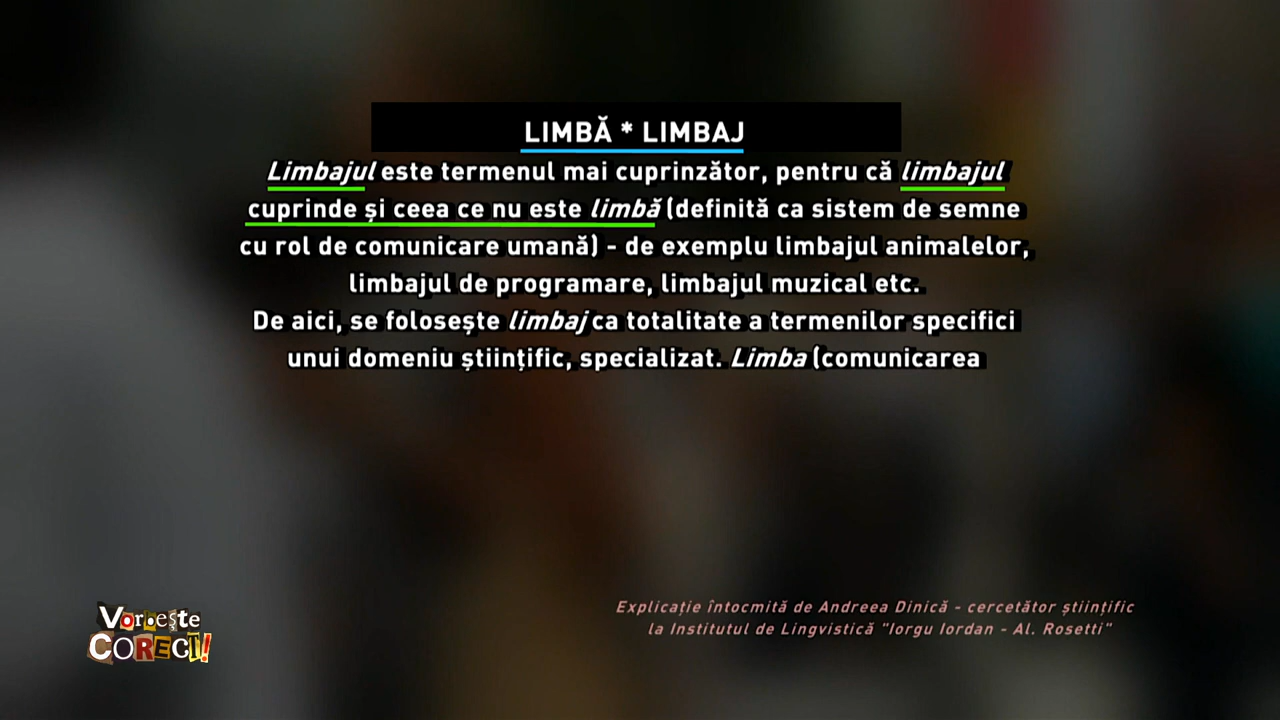 LIMBĂ * LIMBAJ
Limbajul este termenul mai cuprinzător, pentru că limbajul
cuprinde și ceea ce nu este limbă (definită ca sistem de semne
cu rol de comunicare umană) - de exemplu limbajul animalelor,
limbajul de programare, limbajul muzical etc.
De aici, se folosește limbaj ca totalitate a termenilor specifici
unui domeniu științific, specializat. Limba (comunicarea
Explicație întocmită de Andreea Dinică - cercetător științific
la Institutul de Lingvistică "Iorgu Iordan - Al. Rosetti"
Vorbește
CORECT!